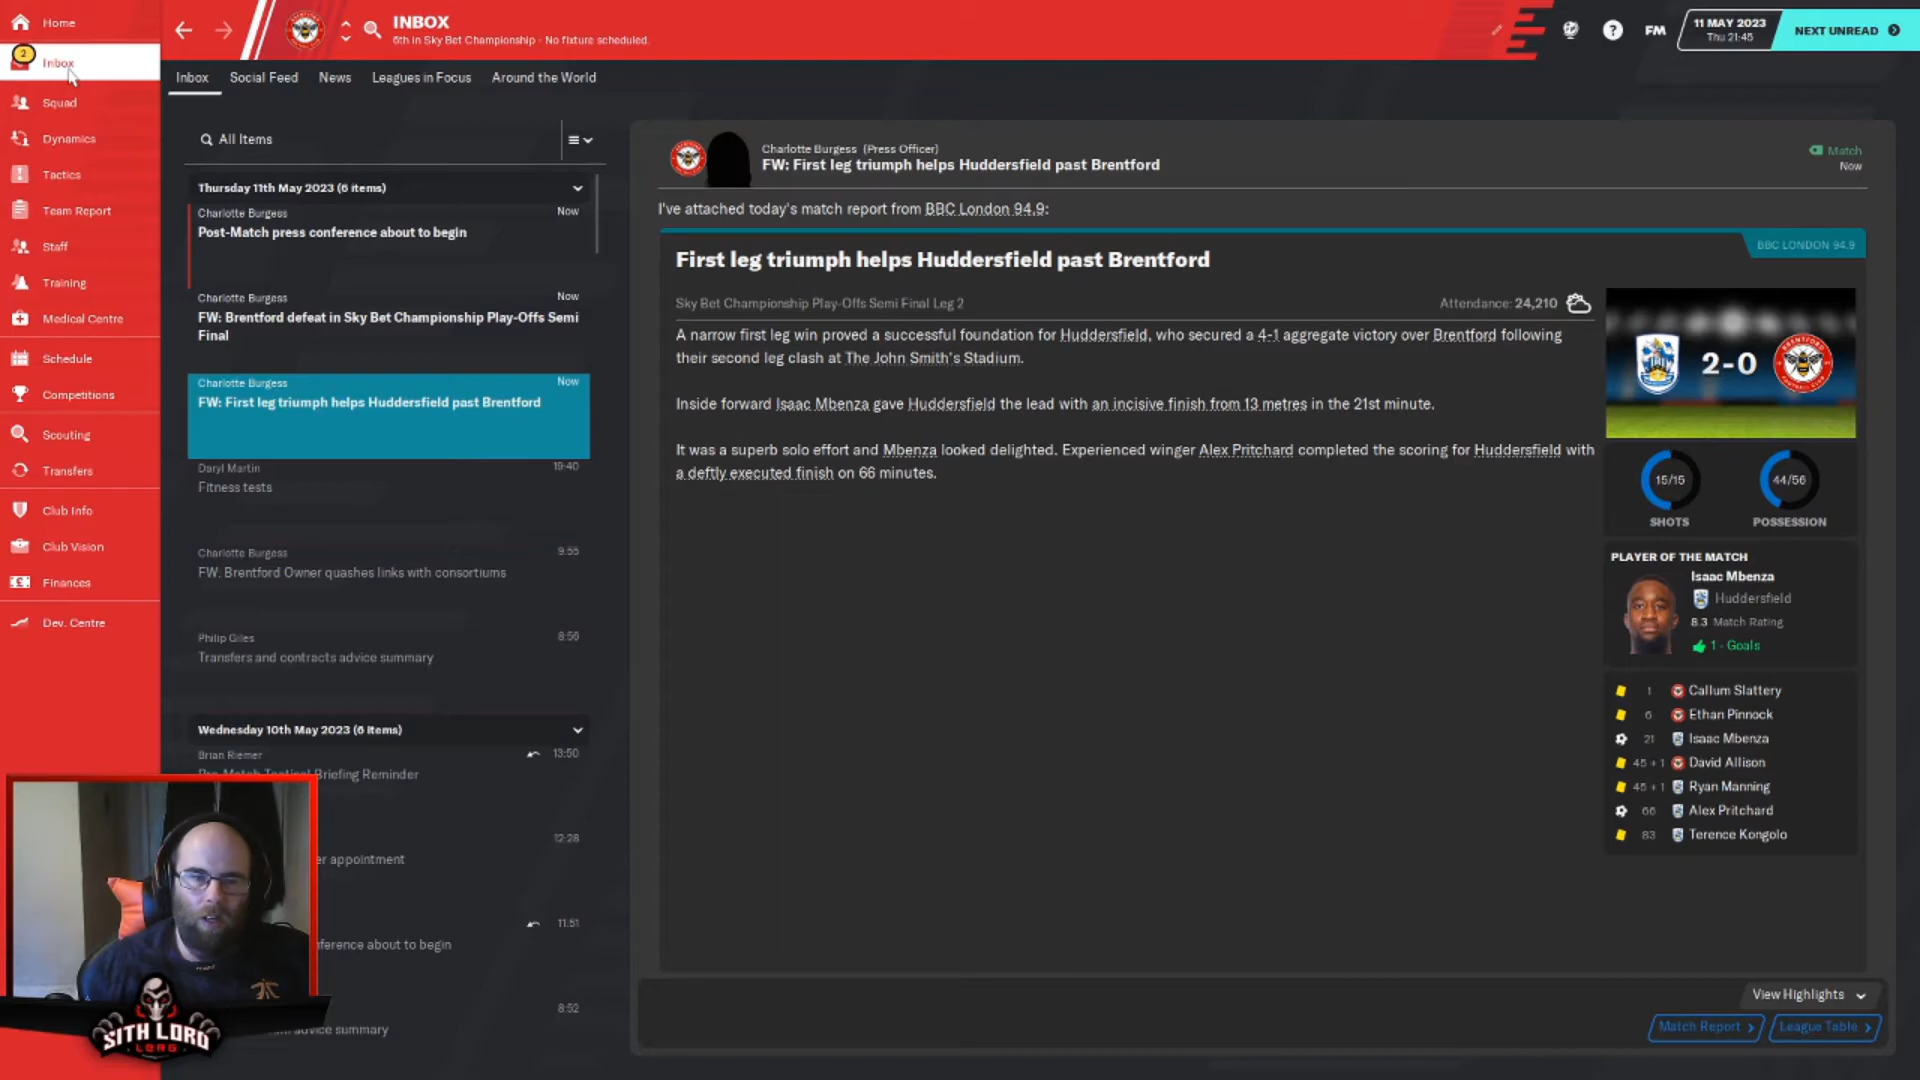 Home
2
Inbox
Squad
Dynamics
Tactics
Team Report
Staff
Training
Medical Centre
Schedule
Competitions
Scouting
Transfers
Club Info
Club Vision
Finances
Dev. Centre
INBOX
6th in Sky Bet Championship - No fixture scheduled.
FM
11 MAY 2023
Thu 21:45
NEXT UNREAD
Inbox Social Feed News Leagues in Focus Around the World
All Items
Thursday 11th May 2023 (6 items)
Charlotte Burgess Now
Post-Match press conference about to begin
Charlotte Burgess Now
FW: Brentford defeat in Sky Bet Championship Play-Offs Semi
Final
Charlotte Burgess Now
FW: First leg triumph helps Huddersfield past Brentford
Daryl Martin 19:40
Fitness tests
Charlotte Burgess 9:55
FW: Brentford Owner quashes links with consortiums
Philip Giles 8:56
Transfers and contracts advice summary
Wednesday 10th May 2023 (6 items)
Brian Riemer 13:50
Pre-Match Tactical Briefing Reminder
12:28
er appointment
11:51
nference about to begin
8:52
advice summary
SITH LORD
Charlotte Burgess (Press Officer)
FW: First leg triumph helps Huddersfield past Brentford
Match
Now
I've attached today's match report from BBC London 94.9:
BBC LONDON 94.9
First leg triumph helps Huddersfield past Brentford
Sky Bet Championship Play-Offs Semi Final Leg 2
Attendance: 24,210
A narrow first leg win proved a successful foundation for Huddersfield, who secured a 4-1 aggregate victory over Brentford following
their second leg clash at The John Smith's Stadium.
Inside forward Isaac Mbenza gave Huddersfield the lead with an incisive finish from 13 metres in the 21st minute.
It was a superb solo effort and Mbenza looked delighted. Experienced winger Alex Pritchard completed the scoring for Huddersfield with
a deftly executed finish on 66 minutes.
2-0
15/15
SHOTS
44/56
POSSESSION
PLAYER OF THE MATCH
Isaac Mbenza
Huddersfield
8.3 Match Rating
1 - Goals
1 Callum Slattery
6 Ethan Pinnock
21 Isaac Mbenza
45 + 1 David Allison
45 + 1 Ryan Manning
66 Alex Pritchard
83 Terence Kongolo
View Highlights
Match Report
League Table